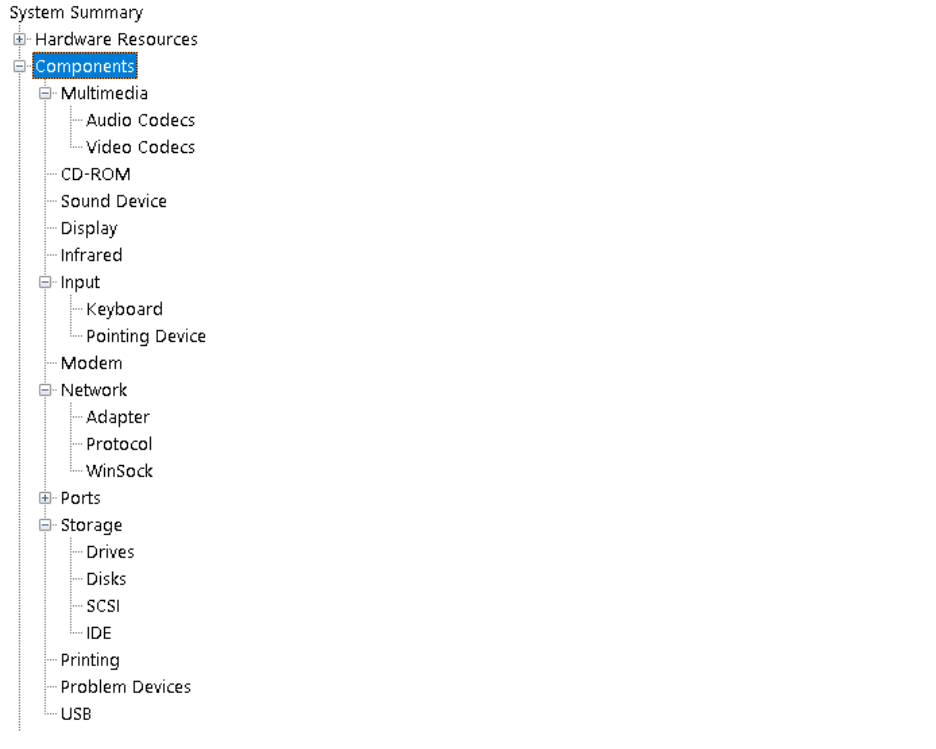 System Summary
Hardware Resources
Components
Multimedia
Audio Codecs
Video Codecs
CD-ROM
Sound Device
Display
Infrared
Input
Keyboard
Pointing Device
Modem
Network
Adapter
Protocol
WinSock
Ports
Storage
Drives
Disks
SCSI
IDE
Printing
Problem Devices
USB